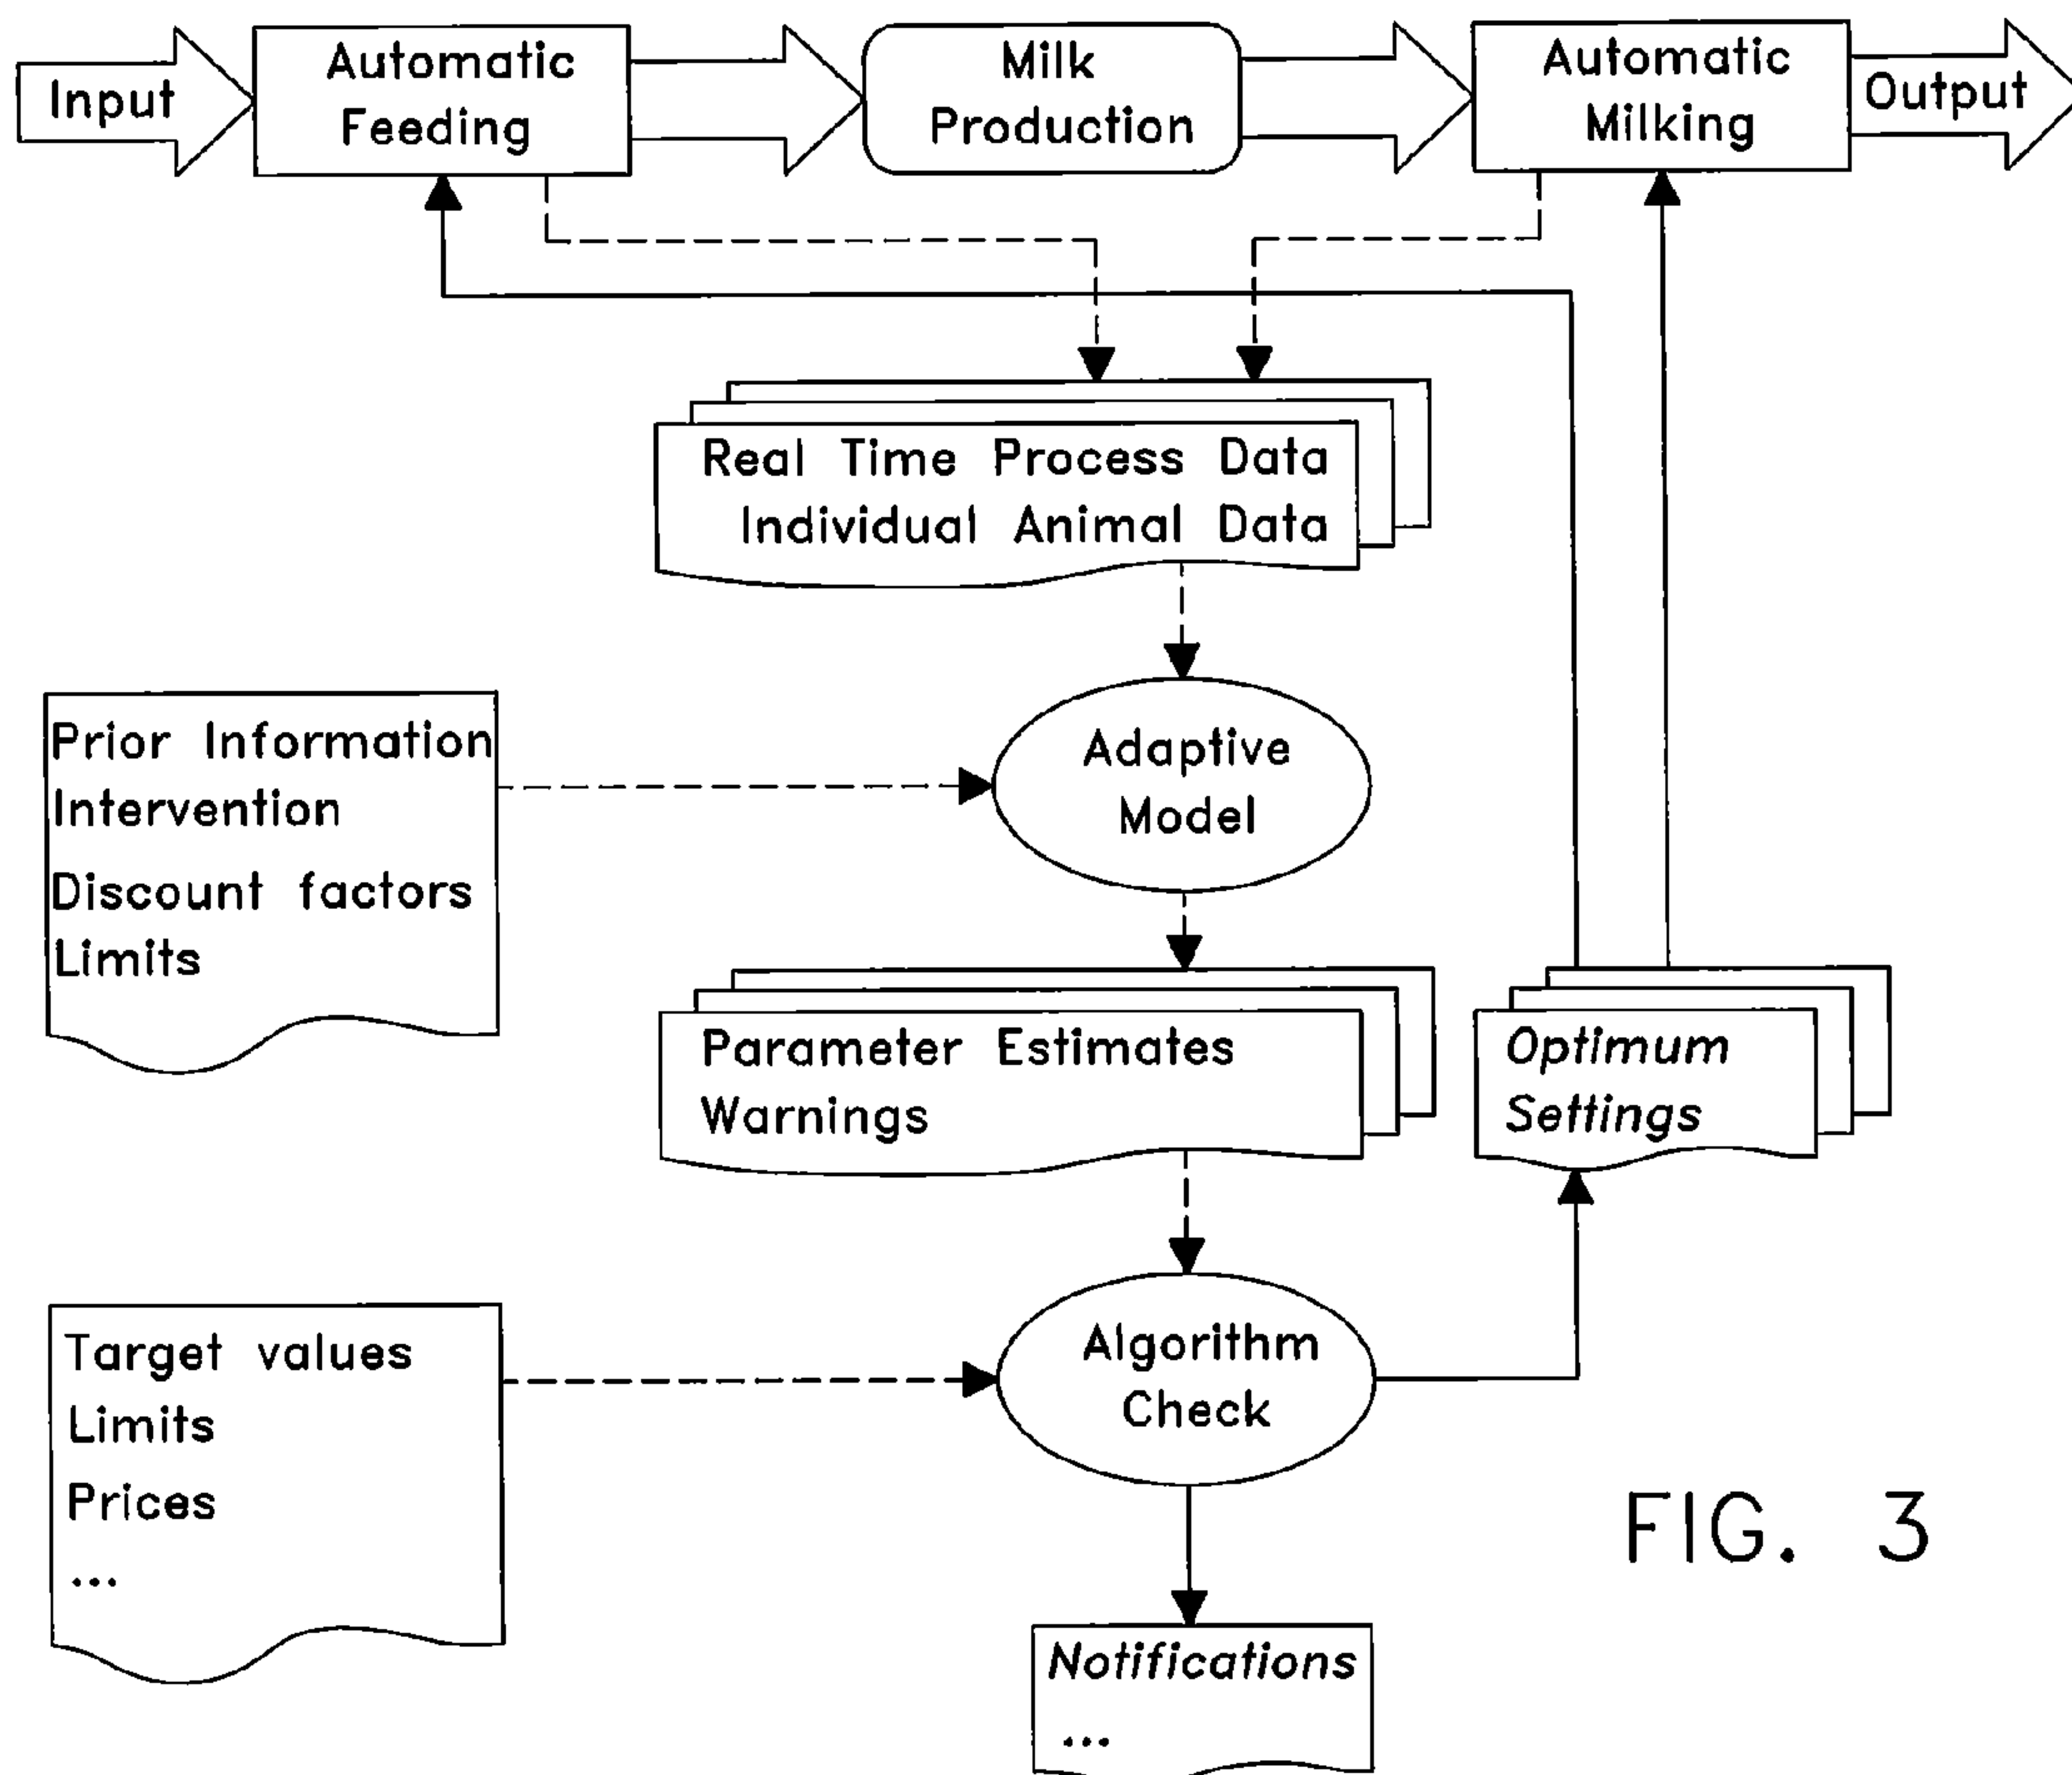 Input
Automatic
Feeding
Milk
Production
Automatic
Milking
Output
Real Time Process Data
Individual Animal Data
Prior Information
Intervention
Discount factors
Limits
Adaptive
Model
Parameter Estimates
Warnings
Optimum
Settings
Target values
Limits
Prices
...
Algorithm
Check
Notifications
...
FIG. 3